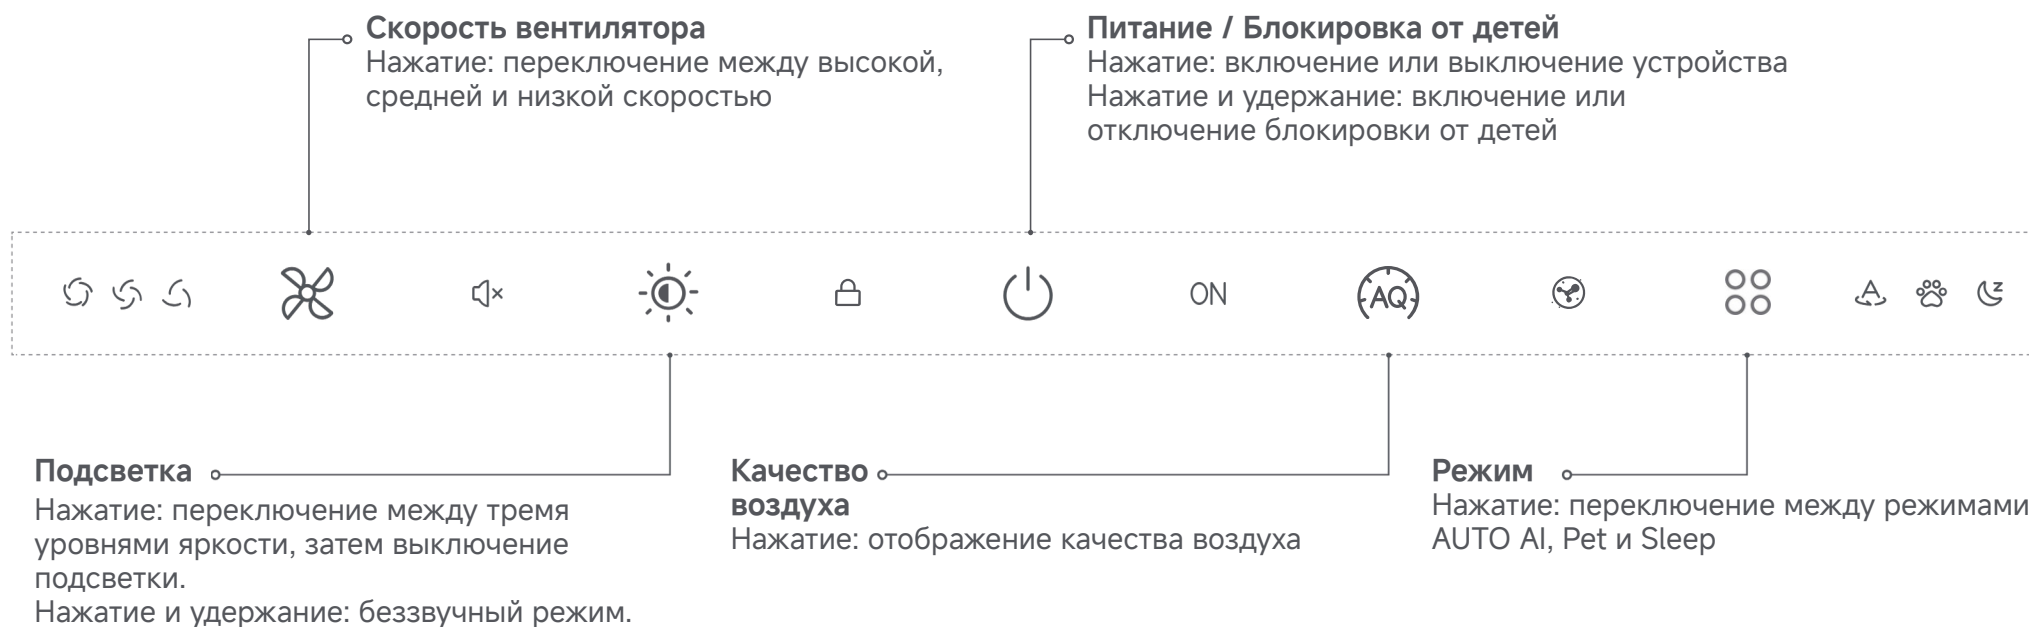 Скорость вентилятора
Нажатие: переключение между высокой,
средней и низкой скоростью
Питание / Блокировка от детей
Нажатие: включение или выключение устройства
Нажатие и удержание: включение или
отключение блокировки от детей
ON
AQ
Подсветка
Нажатие: переключение между тремя
уровнями яркости, затем выключение
подсветки.
Нажатие и удержание: беззвучный режим.
Качество
воздуха
Нажатие: отображение качества воздуха
Режим
Нажатие: переключение между режимами
AUTO AI, Pet и Sleep